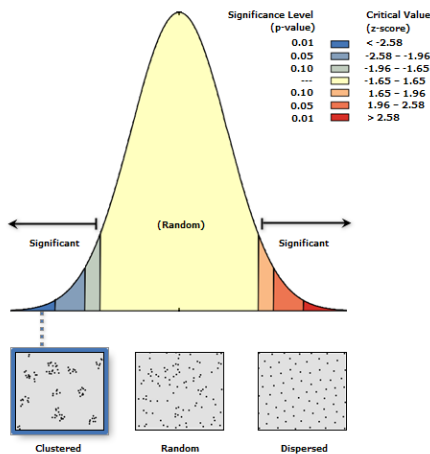 Significance Level Critical Value
(p-value) (z-score)
0.01 < -2.58
0.05 -2.58 – -1.96
0.10 -1.96 – -1.65
--- -1.65 – 1.65
0.10 1.65 – 1.96
0.05 1.96 – 2.58
0.01 > 2.58
(Random)
Significant Significant
Clustered Random Dispersed